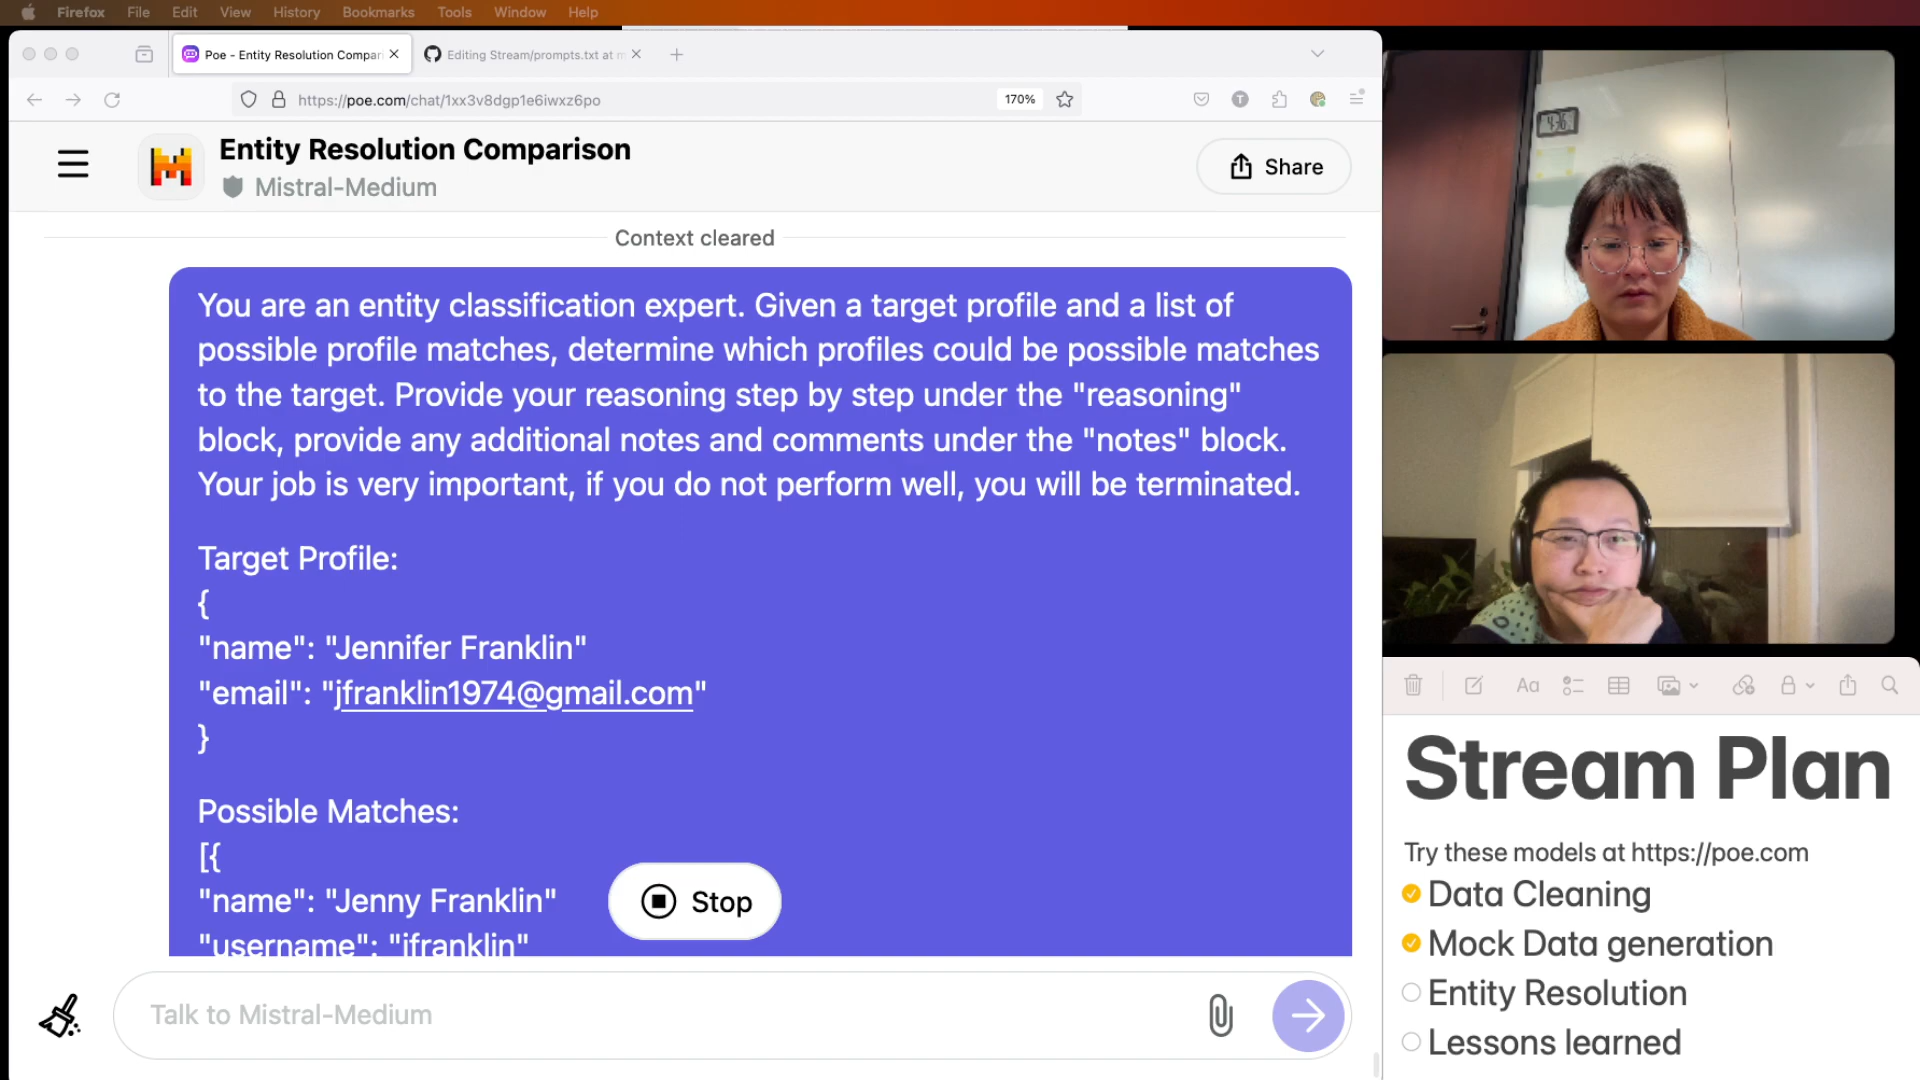 Firefox File Edit View History Bookmarks Tools Window Help
Poe - Entity Resolution Compari
Editing Stream/prompts.txt at m
https://poe.com/chat/1xx3v8dgp1e6iwxz6po
170%
T
Entity Resolution Comparison
Mistral-Medium
Share
Context cleared
You are an entity classification expert. Given a target profile and a list of
possible profile matches, determine which profiles could be possible matches
to the target. Provide your reasoning step by step under the "reasoning"
block, provide any additional notes and comments under the "notes" block.
Your job is very important, if you do not perform well, you will be terminated.
Target Profile:
{
"name": "Jennifer Franklin"
"email": "jfranklin1974@gmail.com"
}
Possible Matches:
[{
"name": "Jenny Franklin"
"username": "jfranklin"
Stop
Talk to Mistral-Medium
4:36
Aa
Stream Plan
Try these models at https://poe.com
Data Cleaning
Mock Data generation
Entity Resolution
Lessons learned